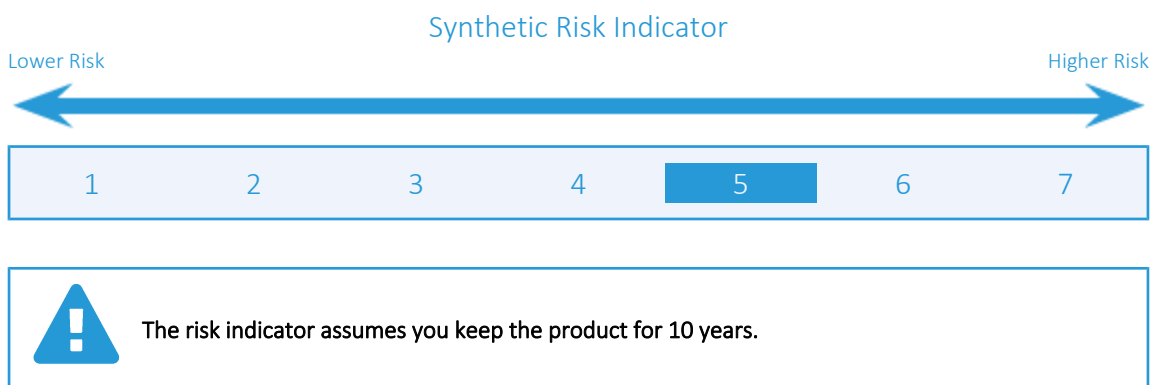 Synthetic Risk Indicator
Lower Risk Higher Risk
1 2 3 4 5 6 7
The risk indicator assumes you keep the product for 10 years.